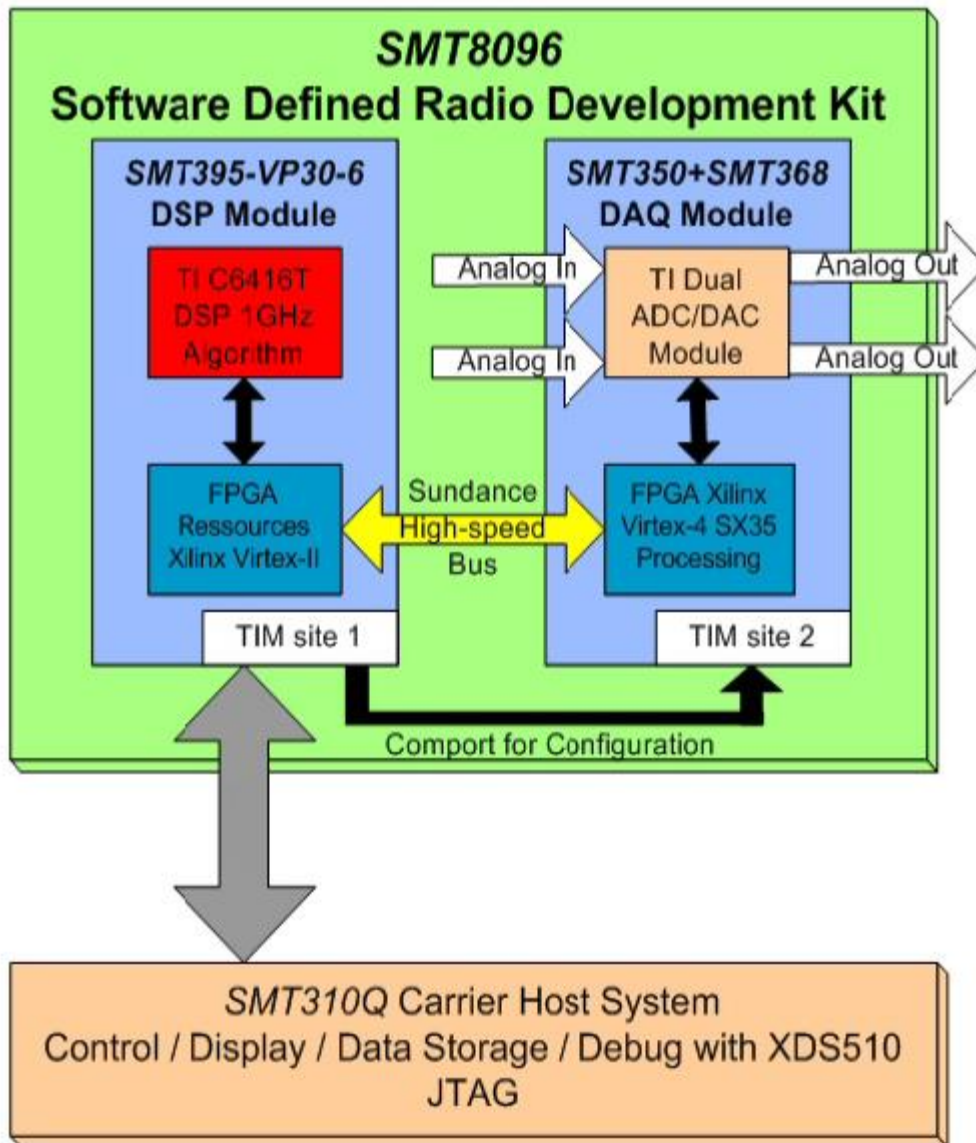 SMT8096
Software Defined Radio Development Kit
SMT395-VP30-6
DSP Module
TI C6416T
DSP 1GHz
Algorithm
FPGA
Ressources
Xilinx Virtex-II
TIM site 1
SMT350+SMT368
DAQ Module
Analog In
Analog In
TI Dual
ADC/DAC
Module
Analog Out
Analog Out
Sundance
High-speed
Bus
FPGA Xilinx
Virtex-4 SX35
Processing
TIM site 2
Comport for Configuration
SMT310Q Carrier Host System
Control / Display / Data Storage / Debug with XDS510
JTAG